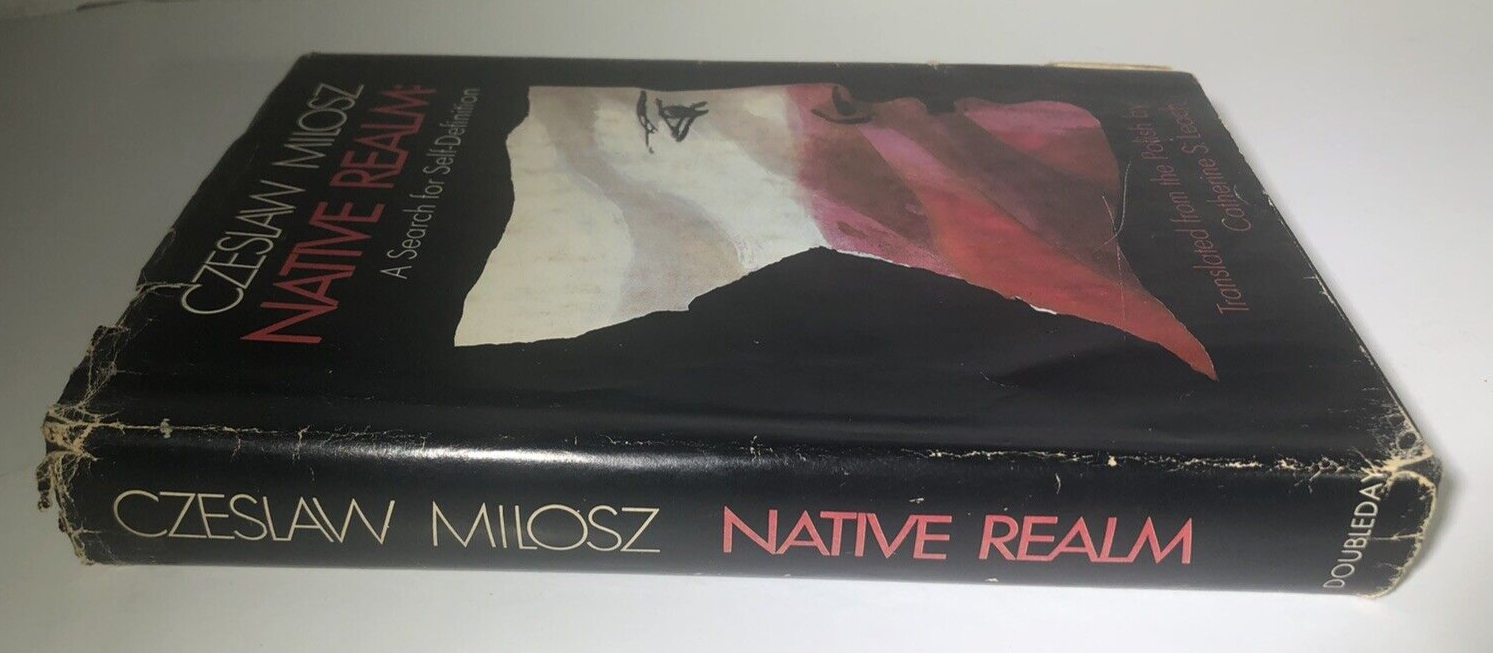 CZESLAW MILOSZ
NATIVE REALM:
A Search for Self-Definition
Translated from the Polish by
Catherine S. Leach
CZESLAW MILOSZ NATIVE REALM DOUBLEDAY